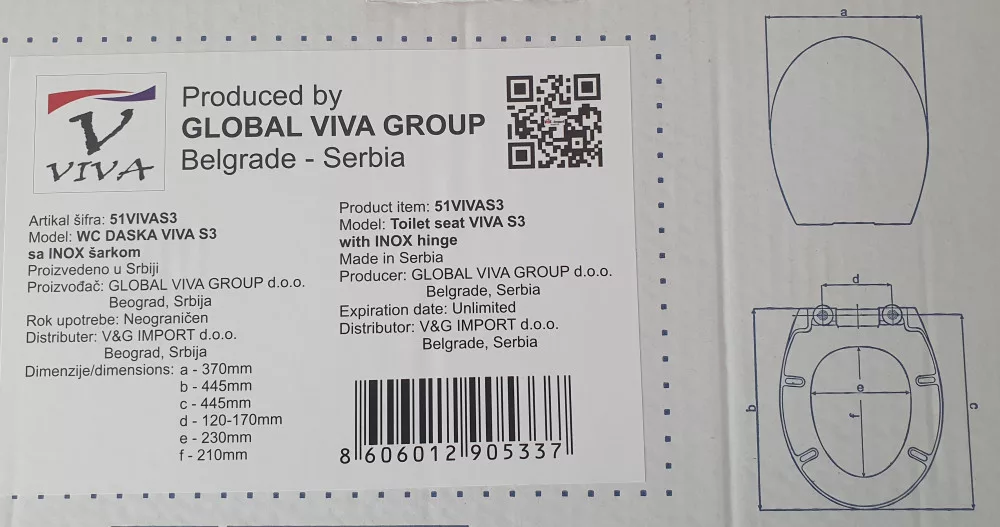 V
VIVA
Produced by
GLOBAL VIVA GROUP
Belgrade - Serbia
Artikal šifra: 51VIVAS3
Model: WC DASKA VIVA S3
sa INOX šarkom
Proizvedeno u Srbiji
Proizvođač: GLOBAL VIVA GROUP d.o.o.
Beograd, Srbija
Rok upotrebe: Neograničen
Distributer: V&G IMPORT d.o.o.
Beograd, Srbija
Dimenzije/dimensions: a - 370mm
b - 445mm
c - 445mm
d - 120-170mm
e - 230mm
f - 210mm
Product item: 51VIVAS3
Model: Toilet seat VIVA S3
with INOX hinge
Made in Serbia
Producer: GLOBAL VIVA GROUP d.o.o.
Belgrade, Serbia
Expiration date: Unlimited
Distributor: V&G IMPORT d.o.o.
Belgrade, Serbia
8 606012 905337
a
d
b
e
f
c